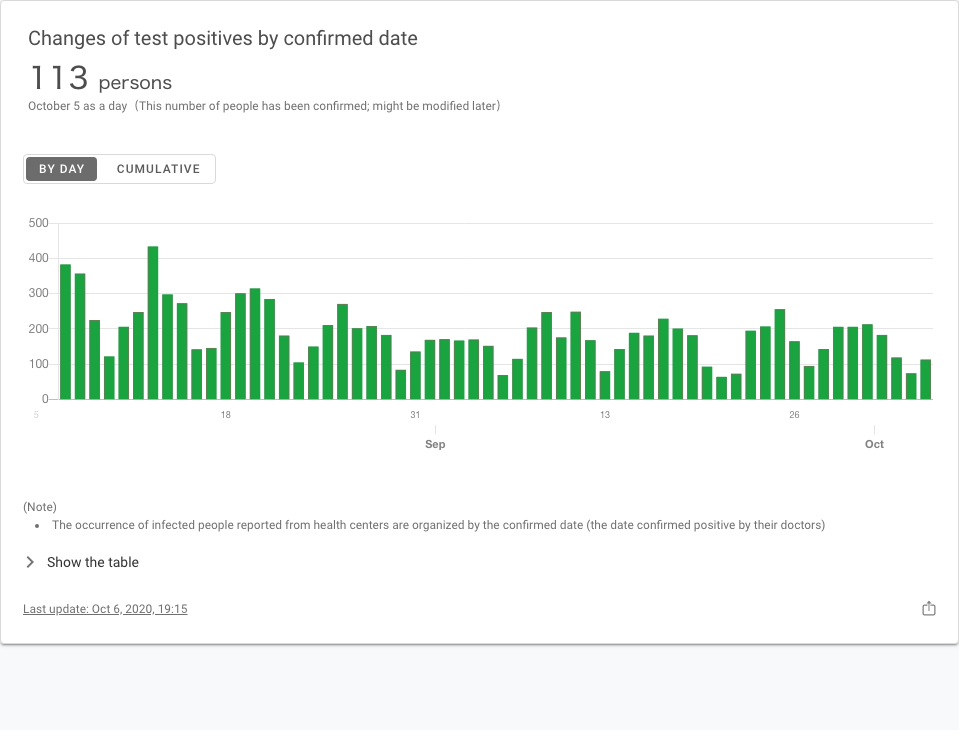 Changes of test positives by confirmed date
113 persons
October 5 as a day（This number of people has been confirmed; might be modified later）
BY DAY CUMULATIVE
500
400
300
200
100
0
5 18 31 13 26
Sep Oct
(Note)
• The occurrence of infected people reported from health centers are organized by the confirmed date (the date confirmed positive by their doctors)
Show the table
Last update: Oct 6, 2020, 19:15